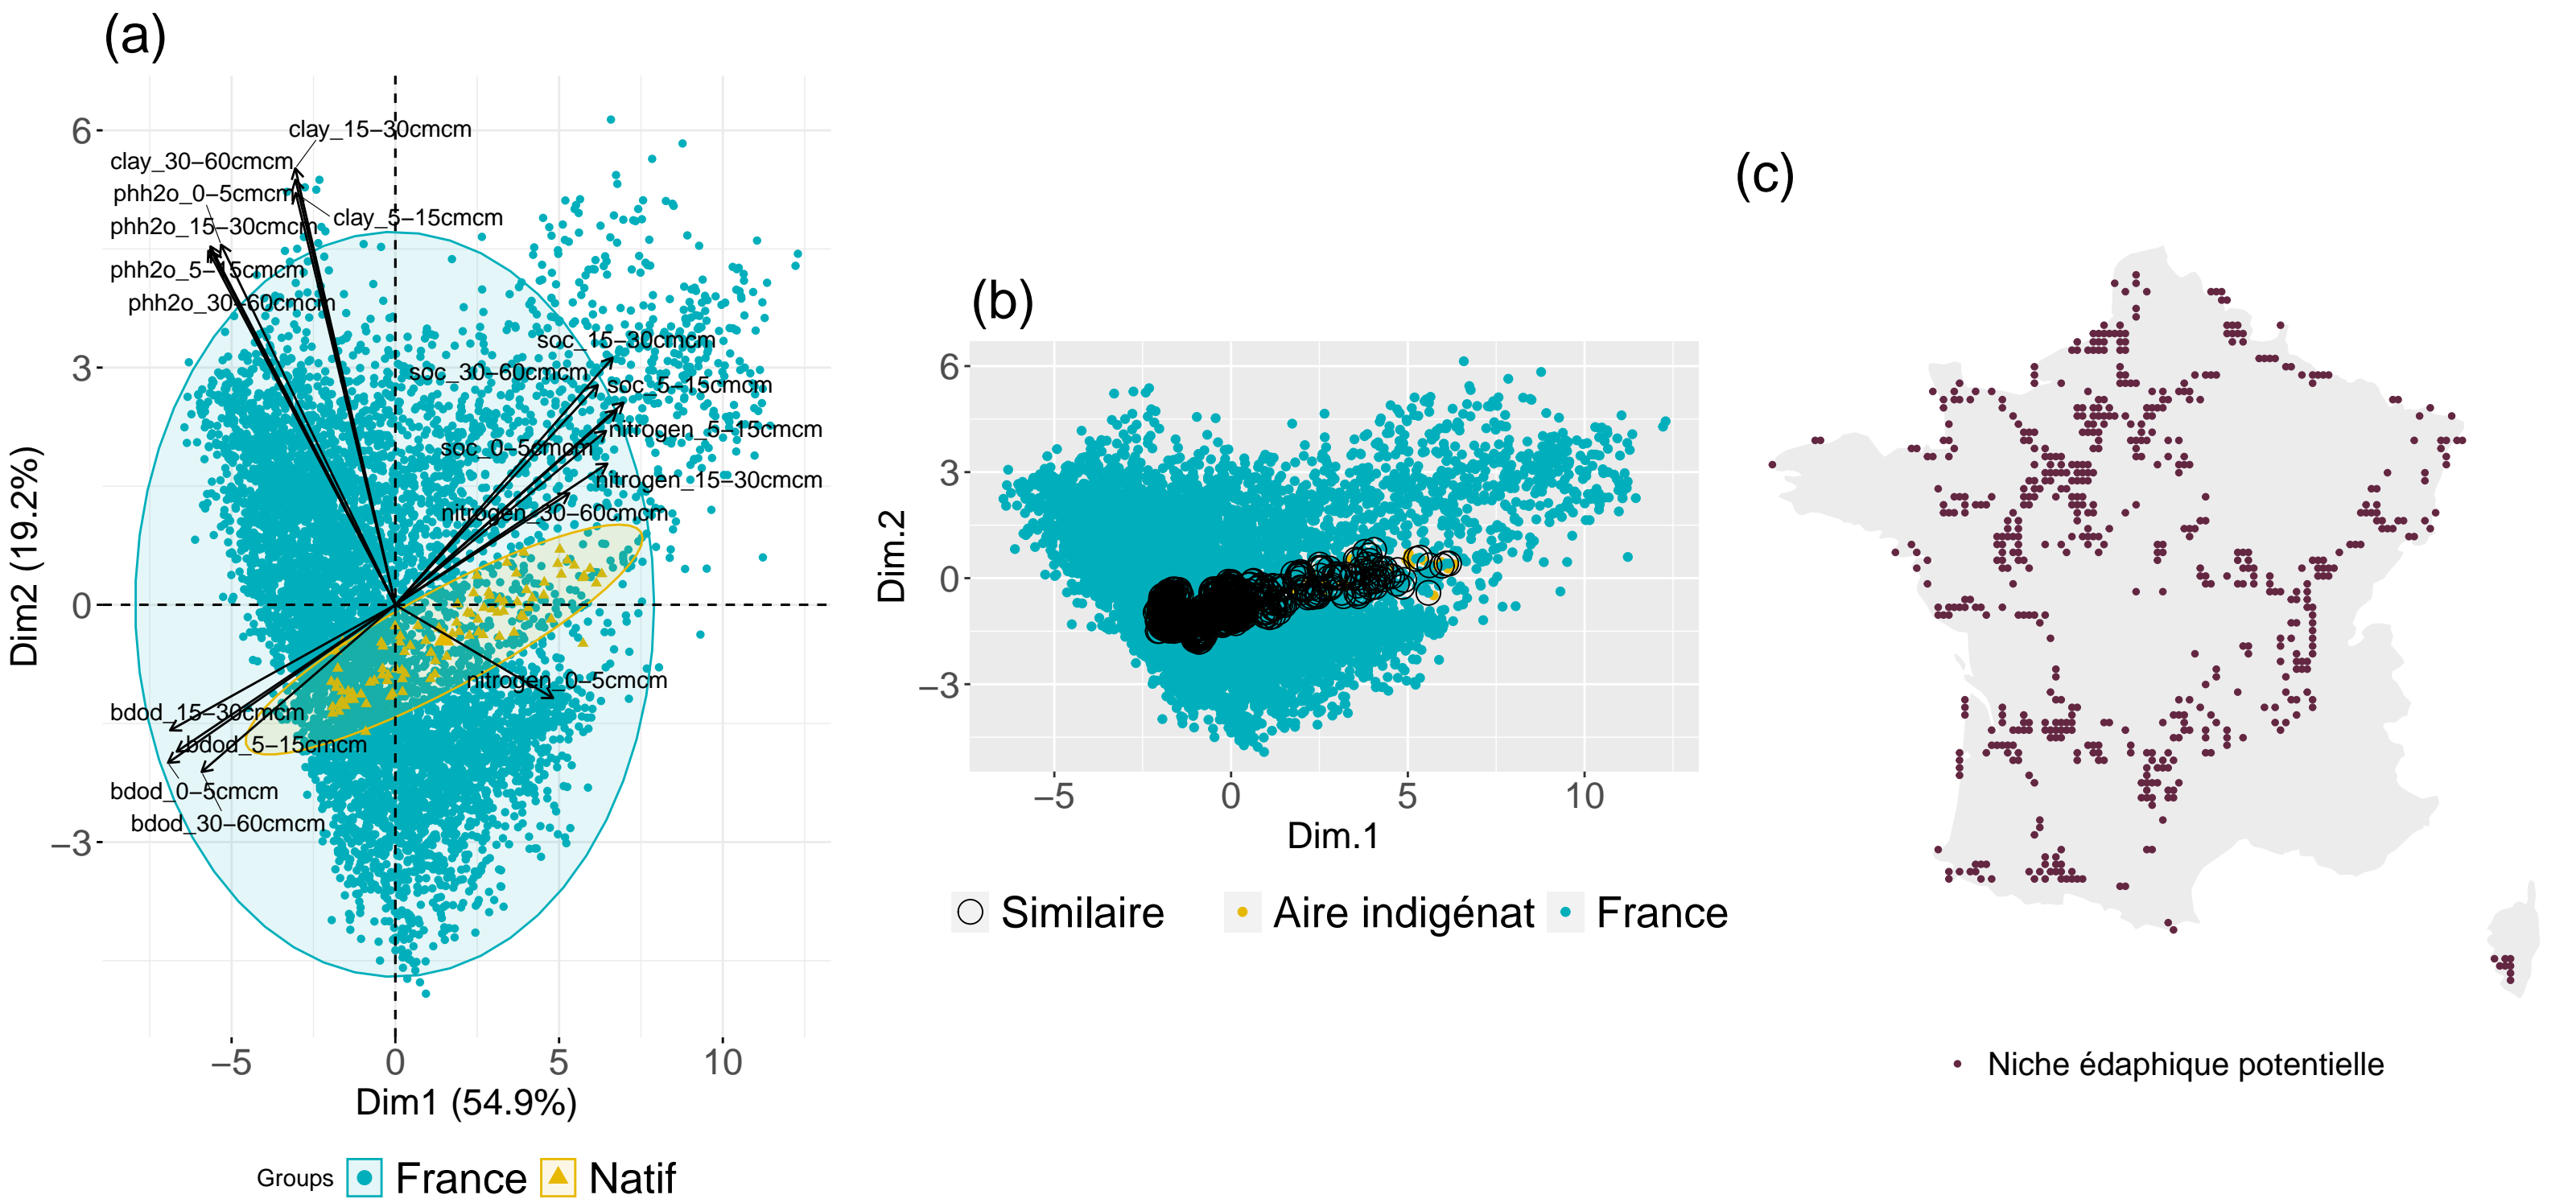 (a)
6
3
0
−3
Dim2 (19.2%)
clay_15−30cmcm
clay_30−60cmcm
phh2o_0−5cmcm
clay_5−15cmcm
phh2o_15−30cmcm
phh2o_5−15cmcm
phh2o_30−60cmcm
soc_15−30cmcm
soc_30−60cmcm
soc_5−15cmcm
nitrogen_5−15cmcm
soc_0−5cmcm
nitrogen_15−30cmcm
nitrogen_30−60cmcm
nitrogen_0−5cmcm
bdod_15−30cmcm
bdod_5−15cmcm
bdod_0−5cmcm
bdod_30−60cmcm
−5 0 5 10
Dim1 (54.9%)
Groups France Natif
(b)
6
3
0
−3
Dim.2
−5 0 5 10
Dim.1
Similaire Aire indigénat France
(c)
Niche édaphique potentielle